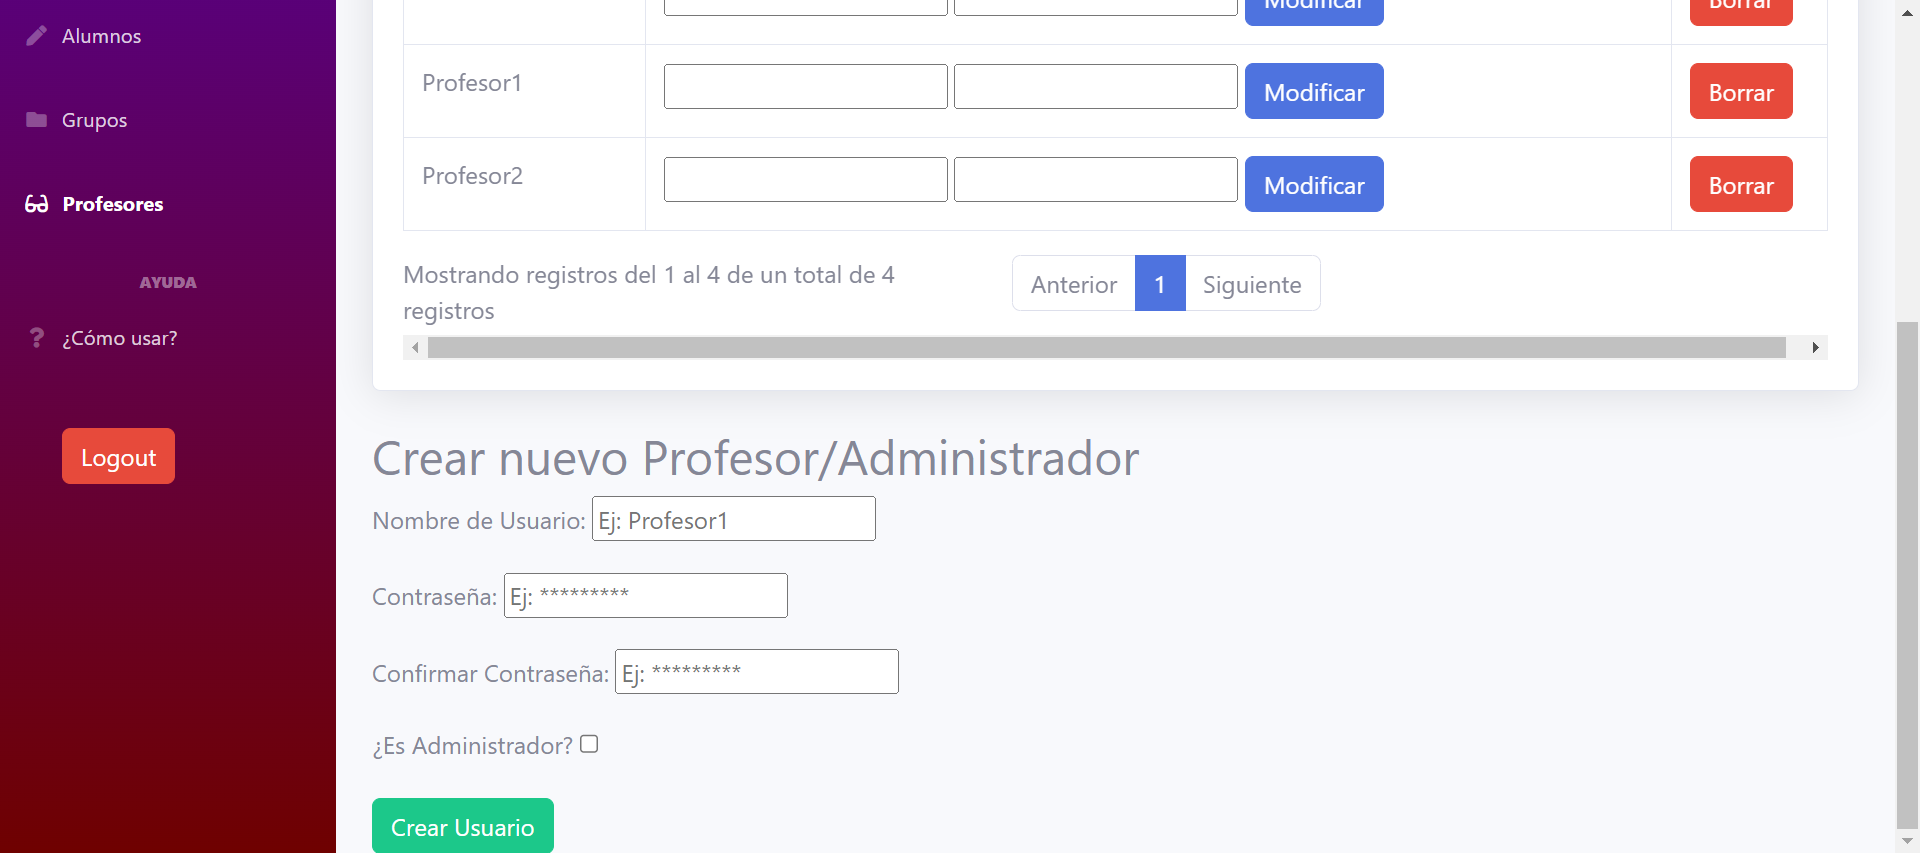 Alumnos
Grupos
Profesores
AYUDA
¿Cómo usar?
Logout
Modificar
Borrar
Profesor1
Modificar
Borrar
Profesor2
Modificar
Borrar
Mostrando registros del 1 al 4 de un total de 4
registros
Anterior
1
Siguiente
Crear nuevo Profesor/Administrador
Nombre de Usuario: Ej: Profesor1
Contraseña: Ej: *********
Confirmar Contraseña: Ej: *********
¿Es Administrador?
Crear Usuario